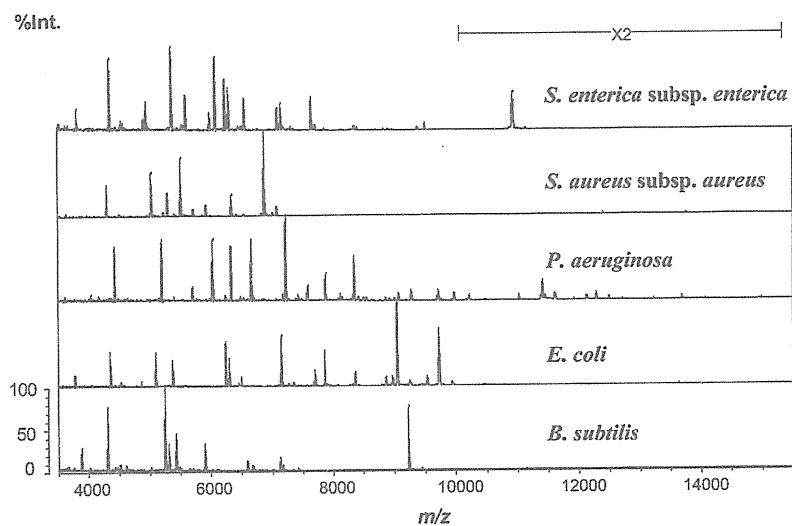 %Int.
X2
S. enterica subsp. enterica
S. aureus subsp. aureus
P. aeruginosa
E. coli
B. subtilis
100
50
0
4000 6000 8000 10000 12000 14000
m/z